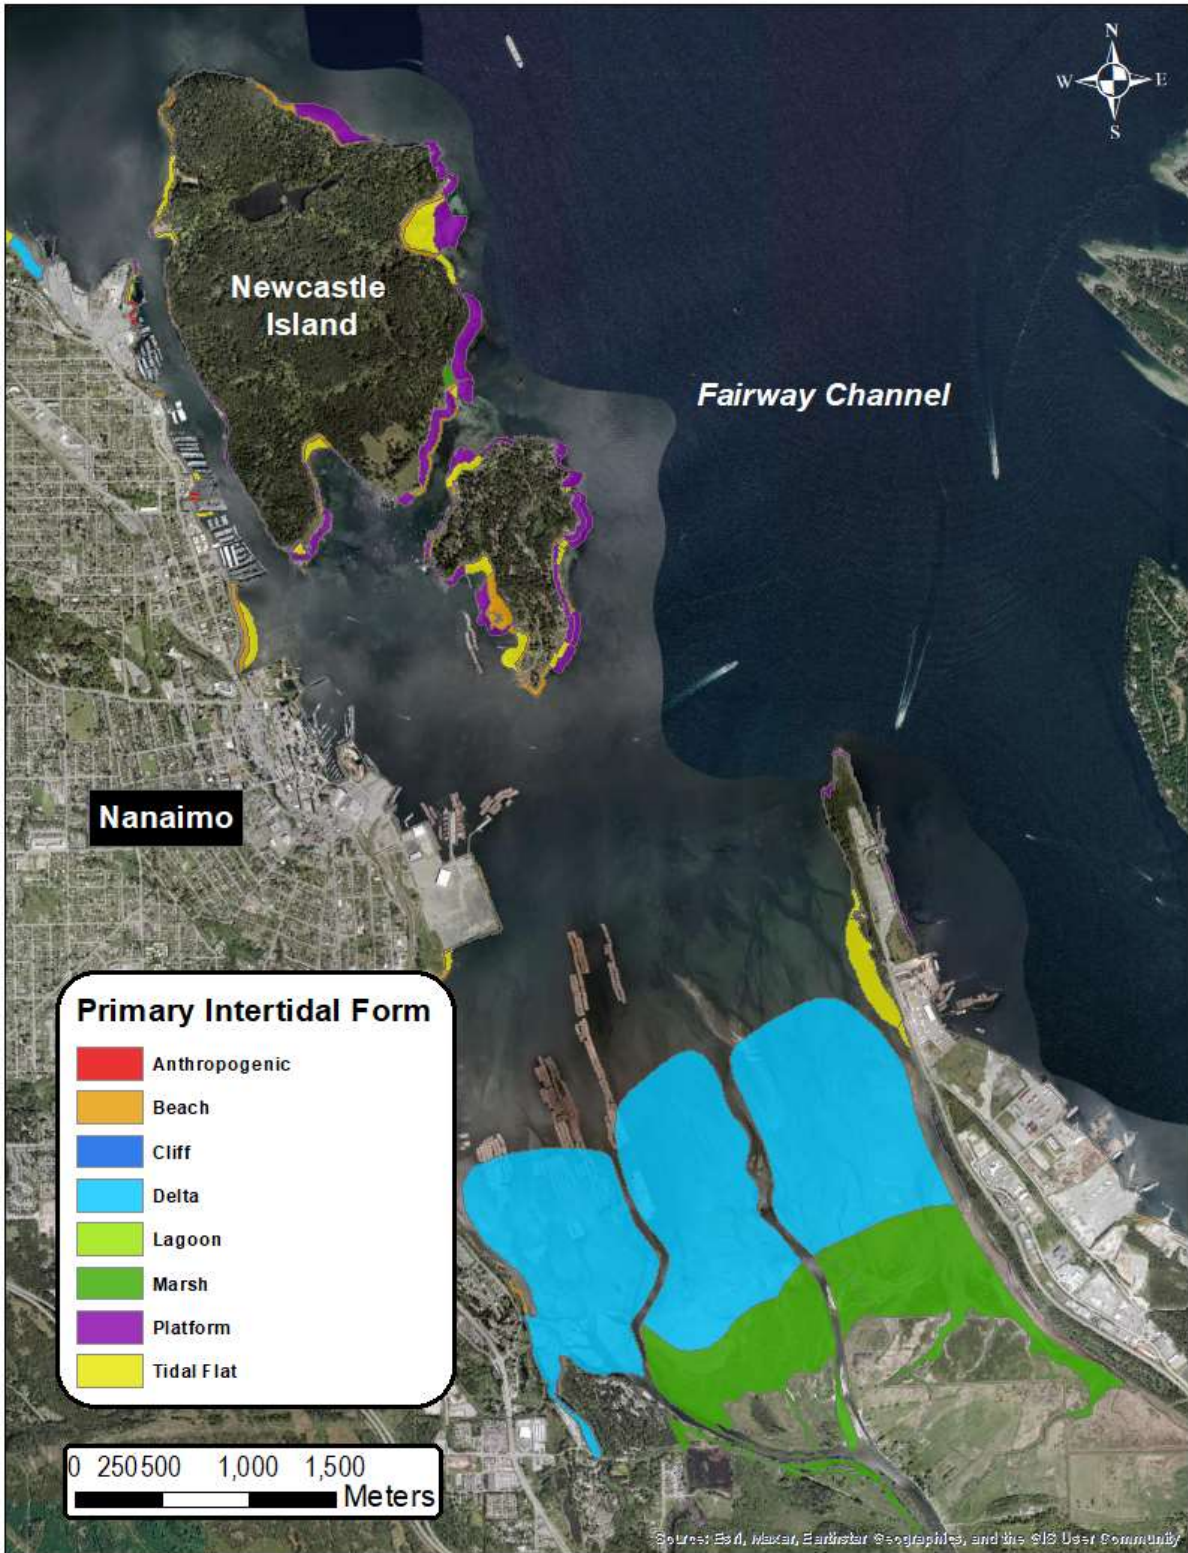 N
W E
S
Newcastle
Island
Fairway Channel
Nanaimo
Primary Intertidal Form
Anthropogenic
Beach
Cliff
Delta
Lagoon
Marsh
Platform
Tidal Flat
0 250 500 1,000 1,500
Meters
Source: Esri, Maxar, Earthstar Geographics, and the GIS User Community